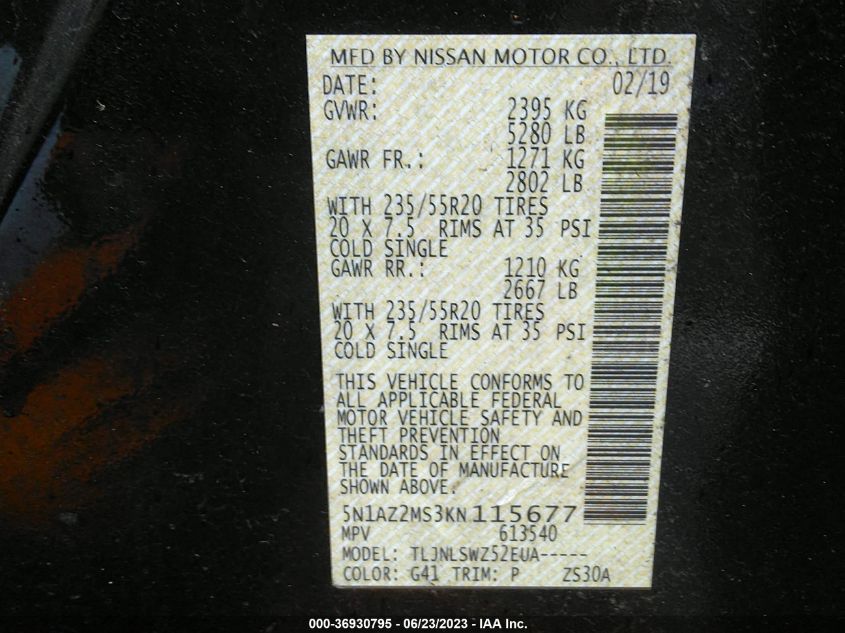 MFD BY NISSAN MOTOR CO., LTD.
DATE: 02/19
GVWR: 2395 KG
5280 LB
GAWR FR.: 1271 KG
2802 LB
WITH 235/55R20 TIRES
20 X 7.5 RIMS AT 35 PSI
COLD SINGLE
GAWR RR.: 1210 KG
2667 LB
WITH 235/55R20 TIRES
20 X 7.5 RIMS AT 35 PSI
COLD SINGLE
THIS VEHICLE CONFORMS TO
ALL APPLICABLE FEDERAL
MOTOR VEHICLE SAFETY AND
THEFT PREVENTION
STANDARDS IN EFFECT ON
THE DATE OF MANUFACTURE
SHOWN ABOVE.
5N1AZ2MS3KN115677
MPV 613540
MODEL: TLJNLSWZ52EUA-----
COLOR: G41 TRIM: P ZS30A
000-36930795 - 06/23/2023 - IAA Inc.